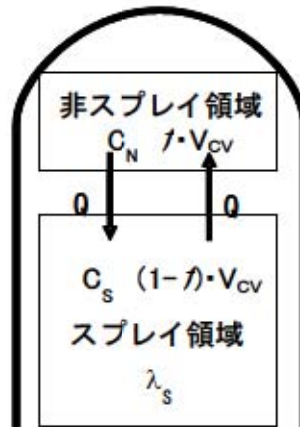 非スプレイ領域
C_N f・V_CV
Q Q
C_S (1-f)・V_CV
スプレイ領域
λ_S